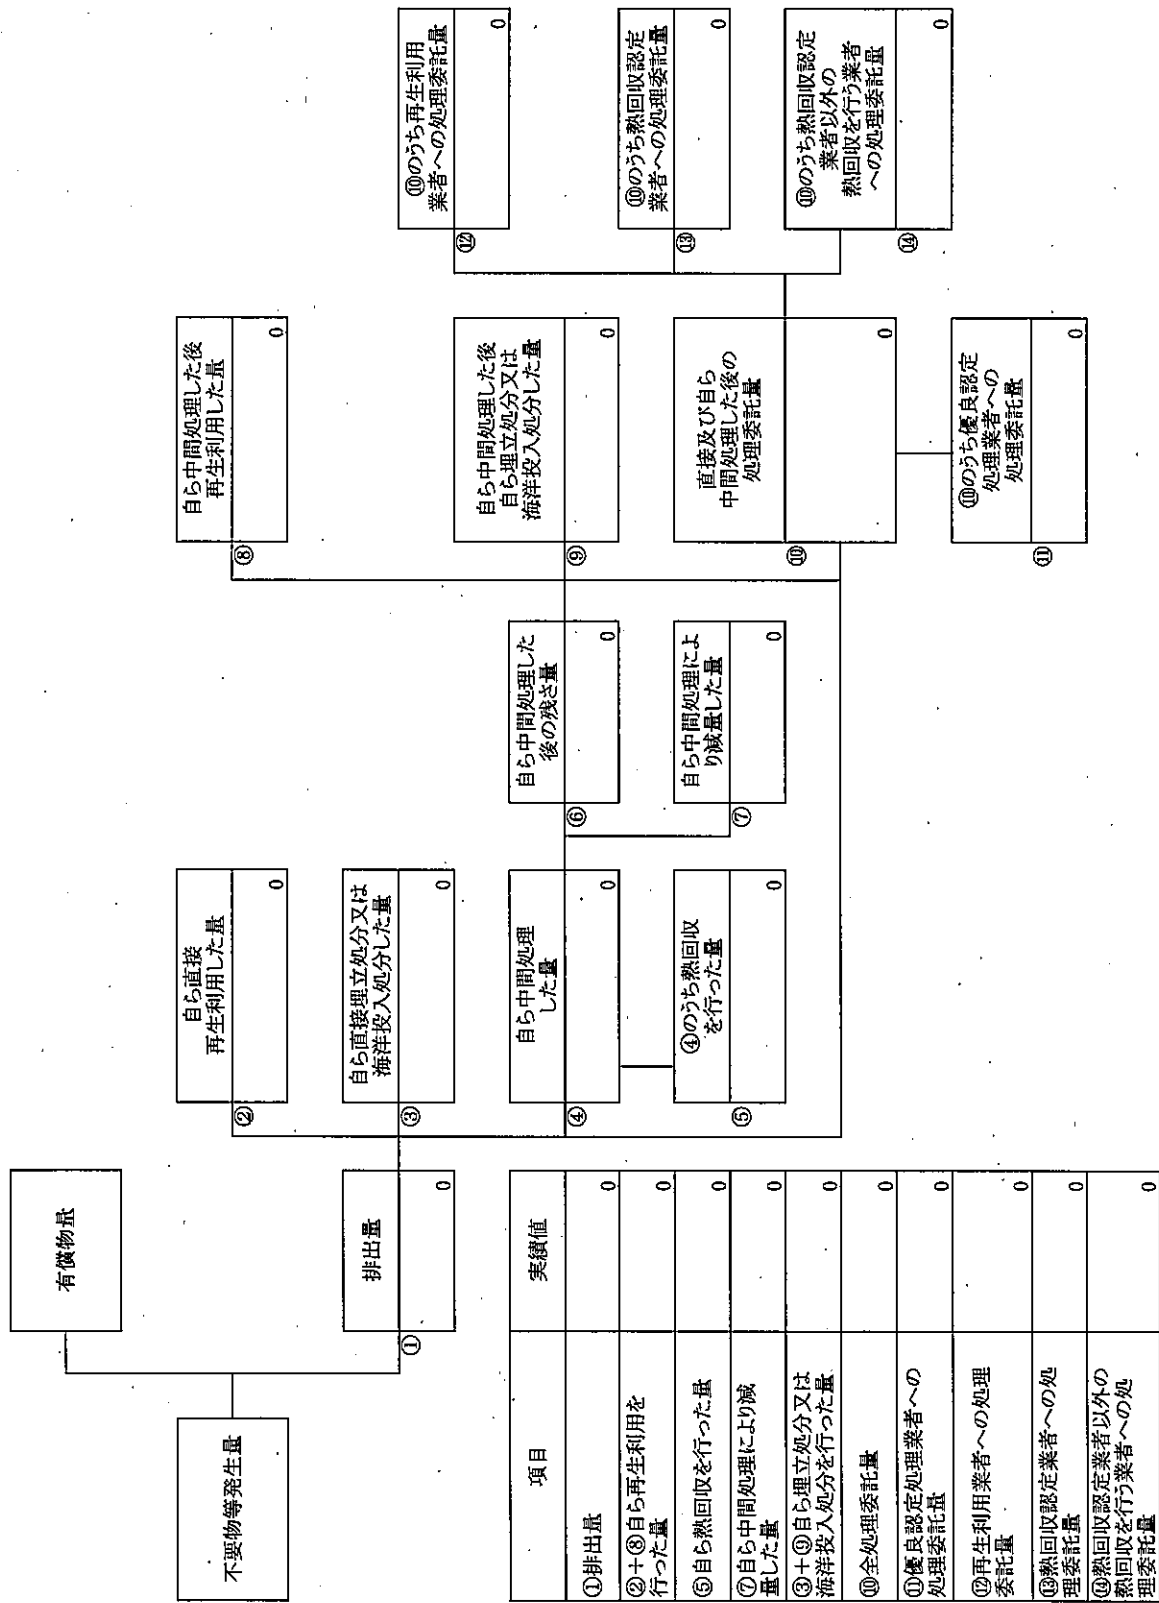 有償物量
不要物等発生量
①
排出量
0
②
自ら直接
再生利用した量
0
③
自ら直接埋立処分又は
海洋投入処分した量
0
④
自ら中間処理
した量
0
⑤
④のうち熱回収
を行った量
0
⑥
自ら中間処理した
後の残さ量
0
⑦
自ら中間処理によ
り減量した量
0
⑧
自ら中間処理した後
再生利用した量
0
⑨
自ら中間処理した後
自ら埋立処分又は
海洋投入処分した量
0
⑩
直接及び自ら
中間処理した後の
処理委託量
0
⑪
⑩のうち優良認定
処理業者への
処理委託量
0
⑫
⑩のうち再生利用
業者への処理委託量
0
⑬
⑩のうち熱回収認定
業者への処理委託量
0
⑭
⑩のうち熱回収認定
業者以外の
熱回収を行う業者
への処理委託量
0
項目 実績値
①排出量 0
②+⑧自ら再生利用を
行った量 0
⑤自ら熱回収を行った量 0
⑦自ら中間処理により減
量した量 0
③+⑨自ら埋立処分又は
海洋投入処分を行った量 0
⑩全処理委託量 0
⑪優良認定処理業者への
処理委託量 0
⑫再生利用業者への処理
委託量 0
⑬熱回収認定業者への処
理委託量 0
⑭熱回収認定業者以外の
熱回収を行う業者への処
理委託量 0